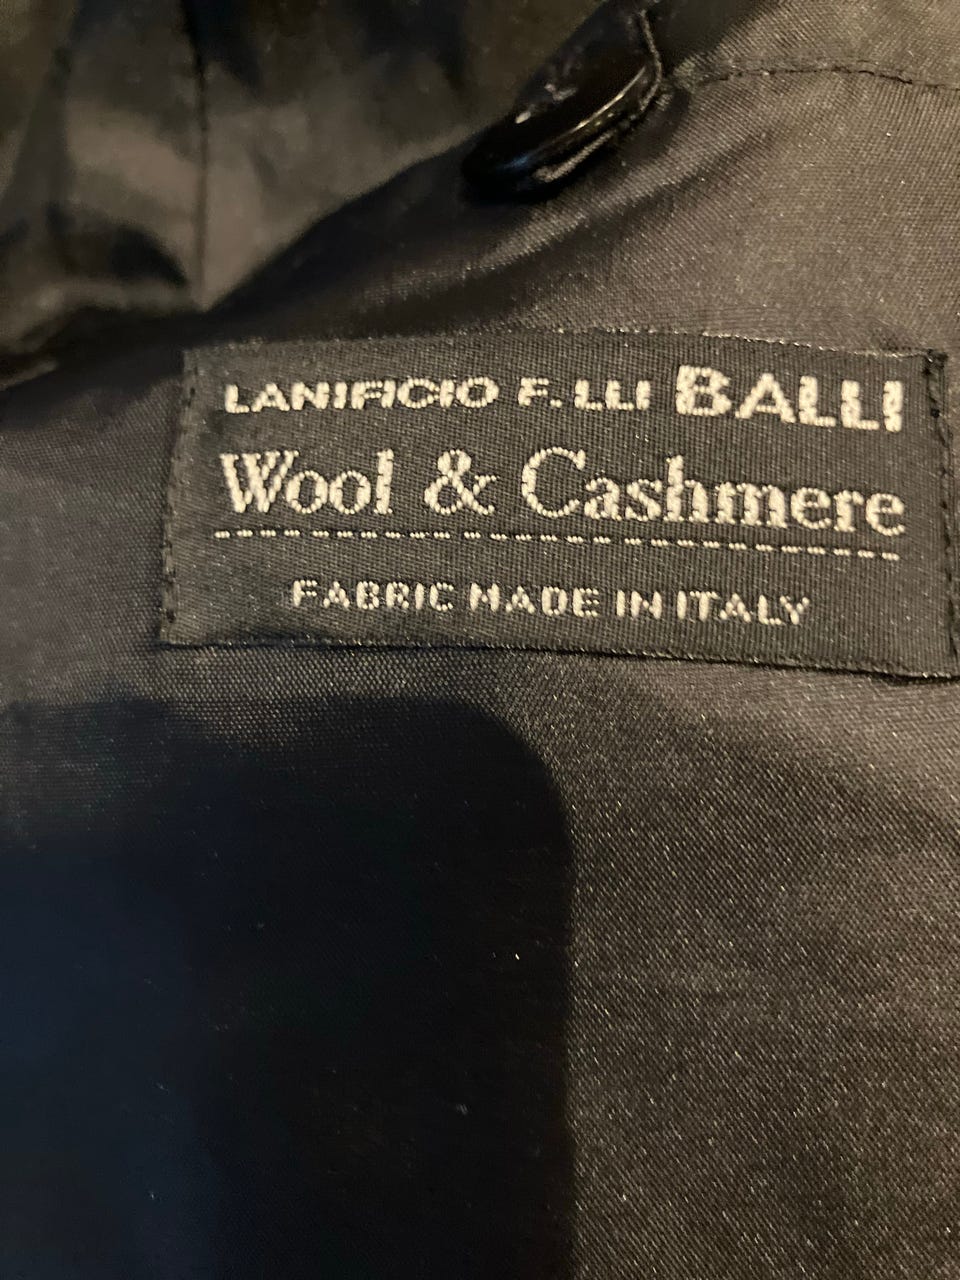 LANIFICIO F.LLI BALLI
Wool & Cashmere
FABRIC MADE IN ITALY